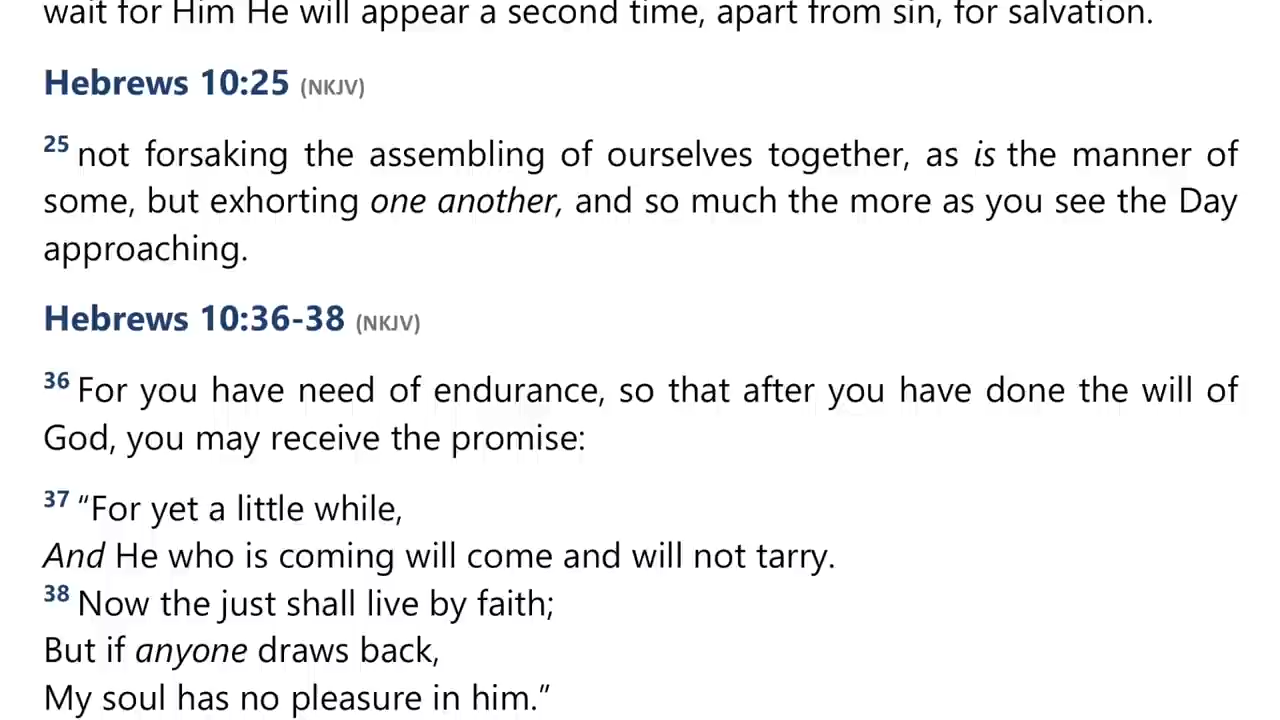 wait for Him He will appear a second time, apart from sin, for salvation.
Hebrews 10:25 (NKJV)
25 not forsaking the assembling of ourselves together, as is the manner of
some, but exhorting one another, and so much the more as you see the Day
approaching.
Hebrews 10:36-38 (NKJV)
36 For you have need of endurance, so that after you have done the will of
God, you may receive the promise:
37 “For yet a little while,
And He who is coming will come and will not tarry.
38 Now the just shall live by faith;
But if anyone draws back,
My soul has no pleasure in him.”